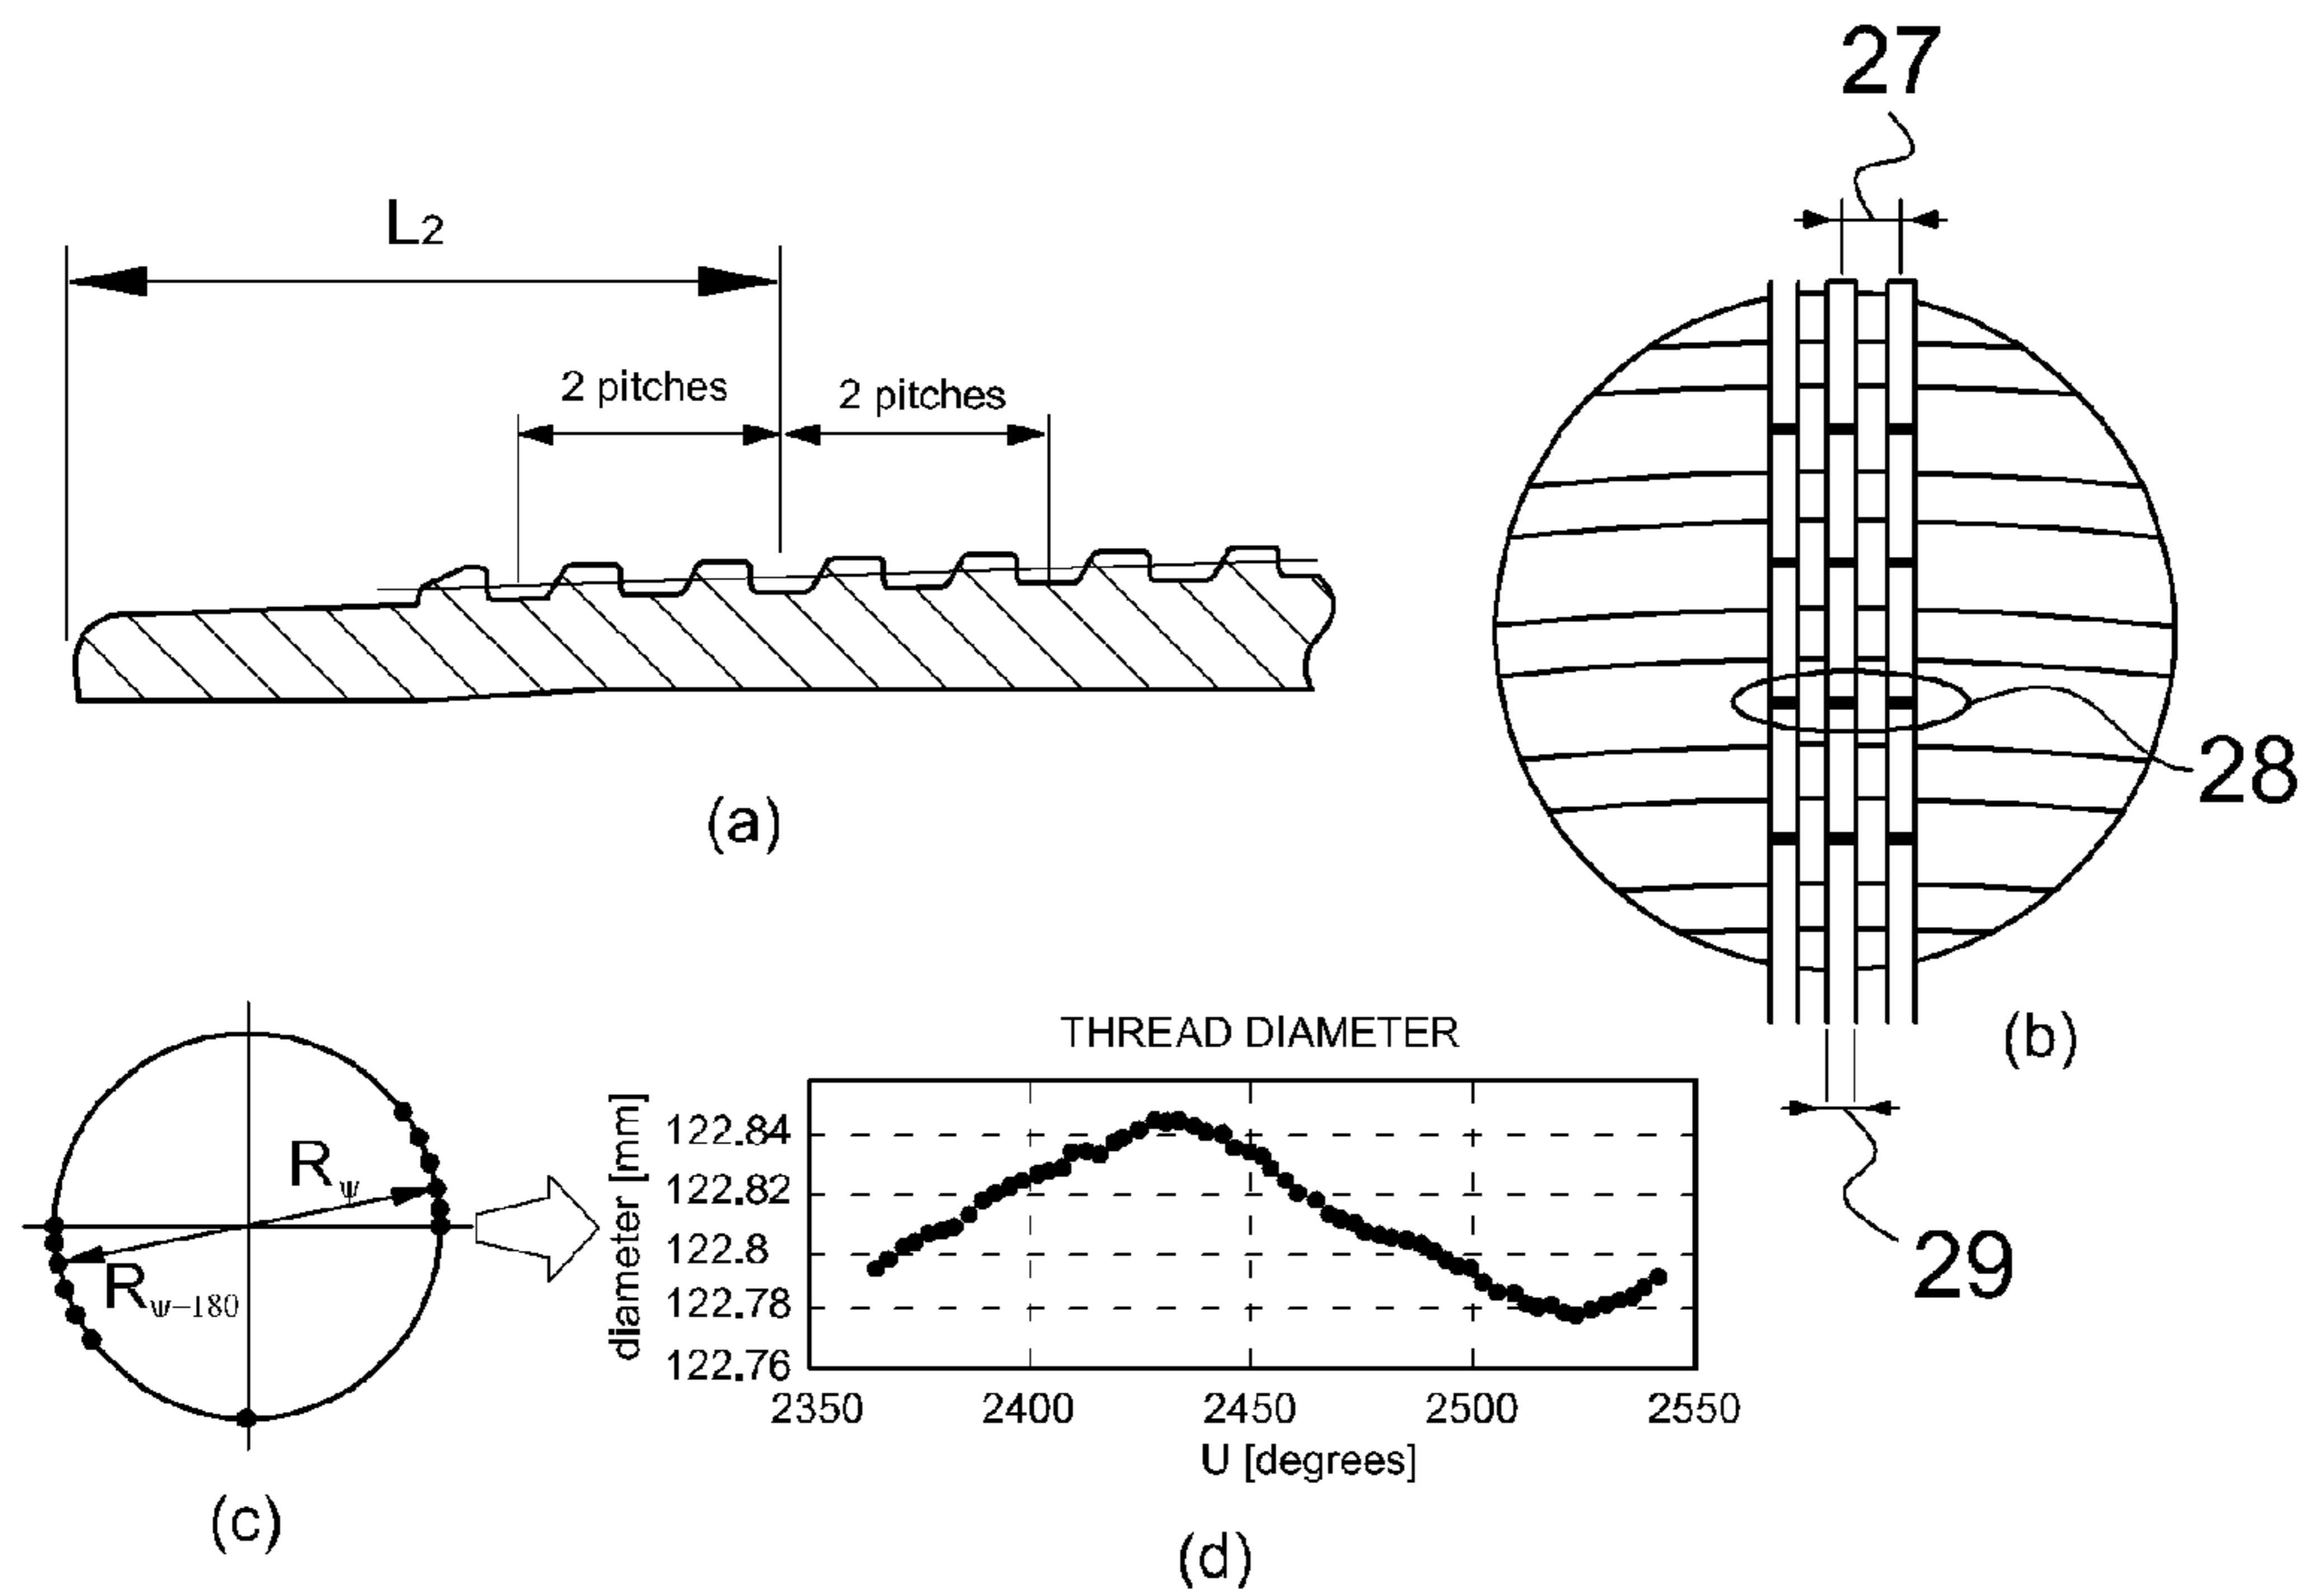 27
L2
2 pitches
2 pitches
28
(a)
(b)
THREAD DIAMETER
diameter [mm]
122.84
122.82
122.8
122.78
122.76
2350 2400 2450 2500 2550
U [degrees]
Rψ
Rψ–180
29
(c)
(d)